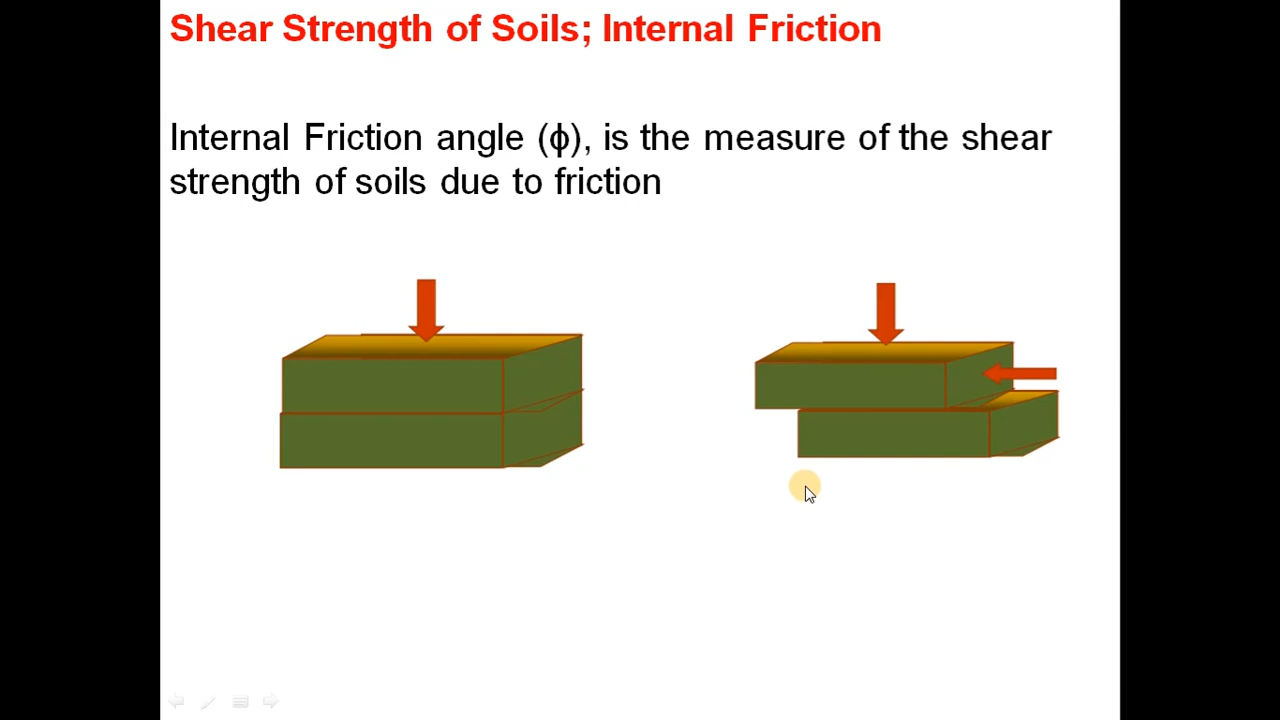 Shear Strength of Soils; Internal Friction
Internal Friction angle (ϕ), is the measure of the shear
strength of soils due to friction